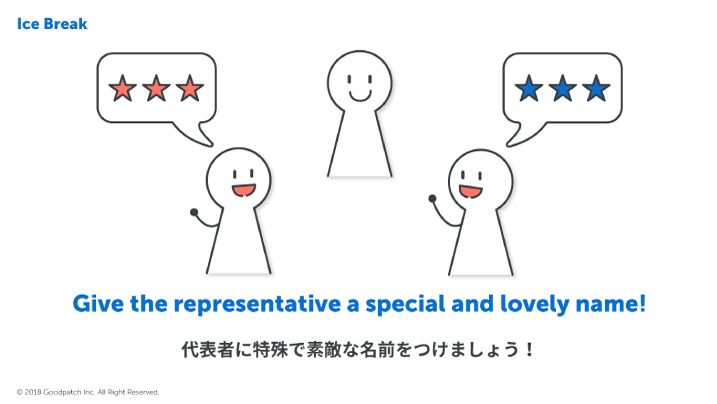 Ice Break
Give the representative a special and lovely name!
代表者に特殊で素敵な名前をつけましょう！
© 2018 Goodpatch Inc. All Right Reserved.